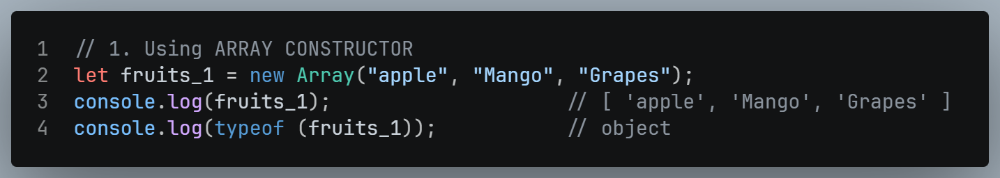 1 // 1. Using ARRAY CONSTRUCTOR
2 let fruits_1 = new Array("apple", "Mango", "Grapes");
3 console.log(fruits_1); // [ 'apple', 'Mango', 'Grapes' ]
4 console.log(typeof (fruits_1)); // object